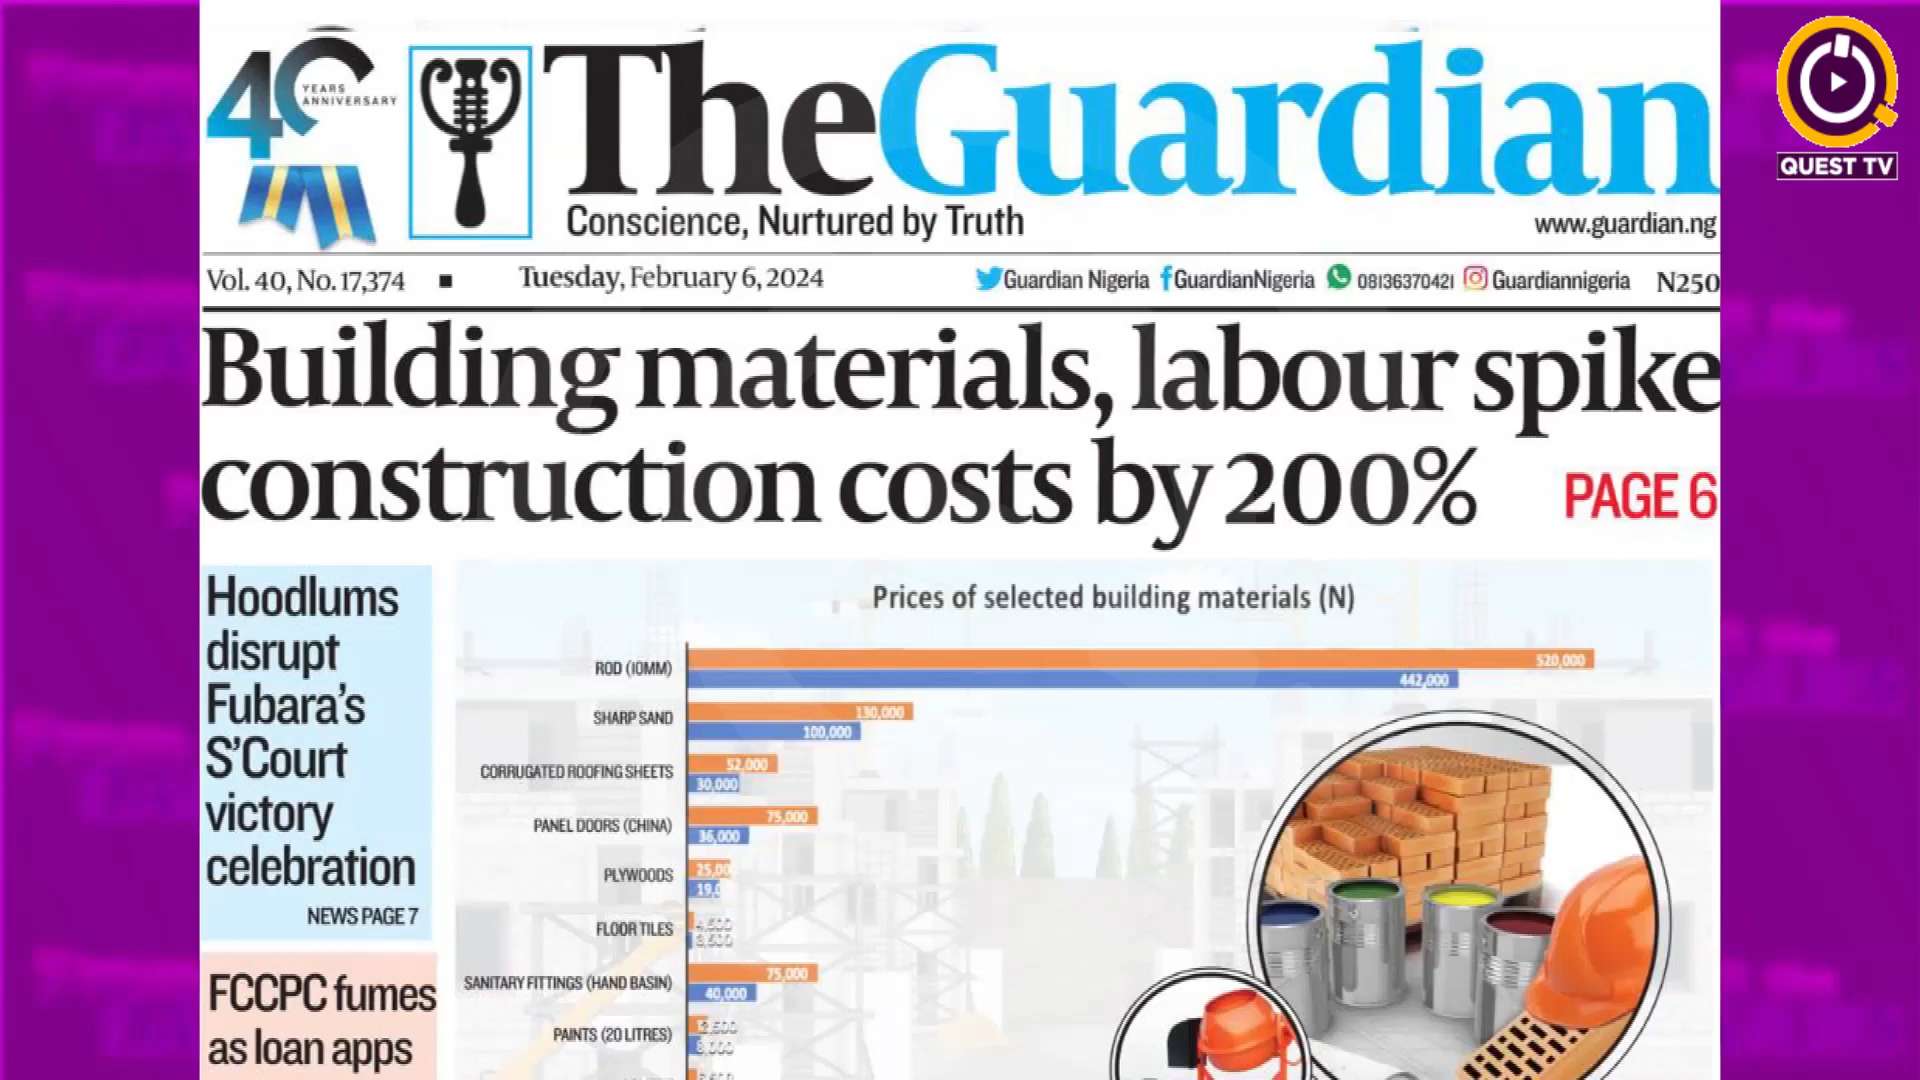 40 YEARS ANNIVERSARY
TheGuardian
Conscience, Nurtured by Truth
www.guardian.ng
QUEST TV
Vol. 40, No. 17,374 ■ Tuesday, February 6, 2024 Guardian Nigeria GuardianNigeria 08136370421 Guardiannigeria N250
Building materials, labour spike
construction costs by 200%
PAGE 6
Hoodlums
disrupt
Fubara's
S'Court
victory
celebration
NEWS PAGE 7
FCCPC fumes
as loan apps
Prices of selected building materials (N)
ROD (10MM)
520,000
442,000
SHARP SAND
130,000
100,000
CORRUGATED ROOFING SHEETS
52,000
30,000
PANEL DOORS (CHINA)
75,000
36,000
PLYWOODS
FLOOR TILES
4,500
3,500
SANITARY FITTINGS (HAND BASIN)
75,000
40,000
PAINTS (20 LITRES)